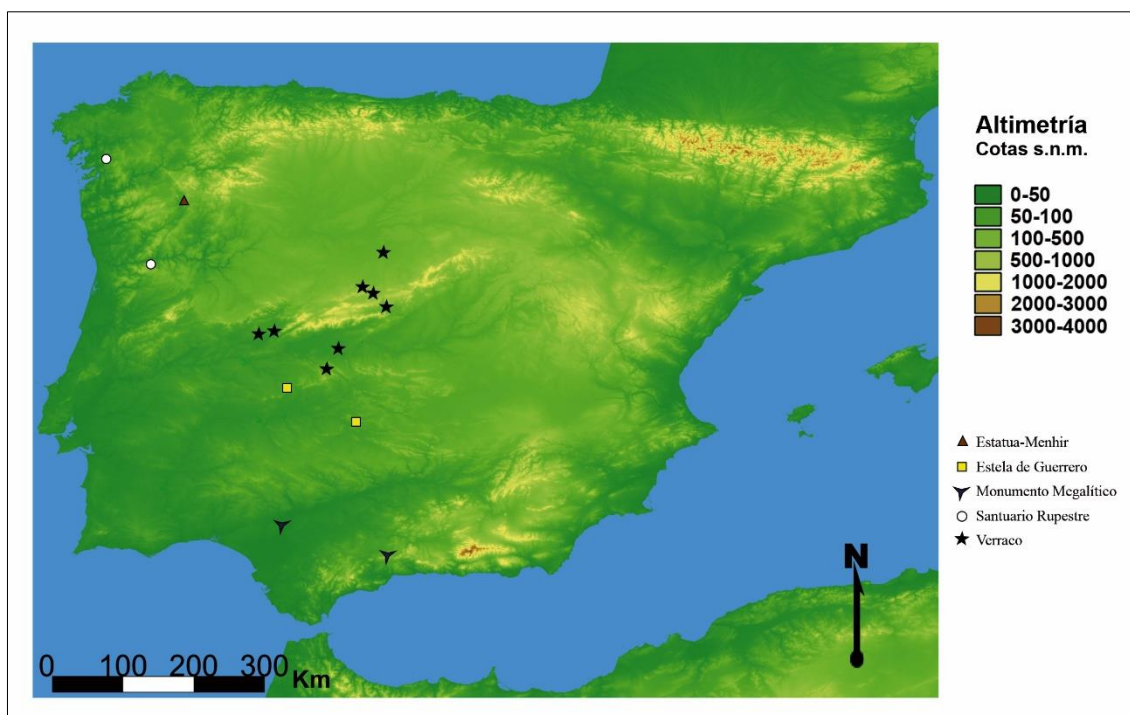 Altimetría
Cotas s.n.m.
0-50
50-100
100-500
500-1000
1000-2000
2000-3000
3000-4000
Estatua-Menhir
Estela de Guerrero
Monumento Megalítico
Santuario Rupestre
Verraco
N
0 100 200 300
Km